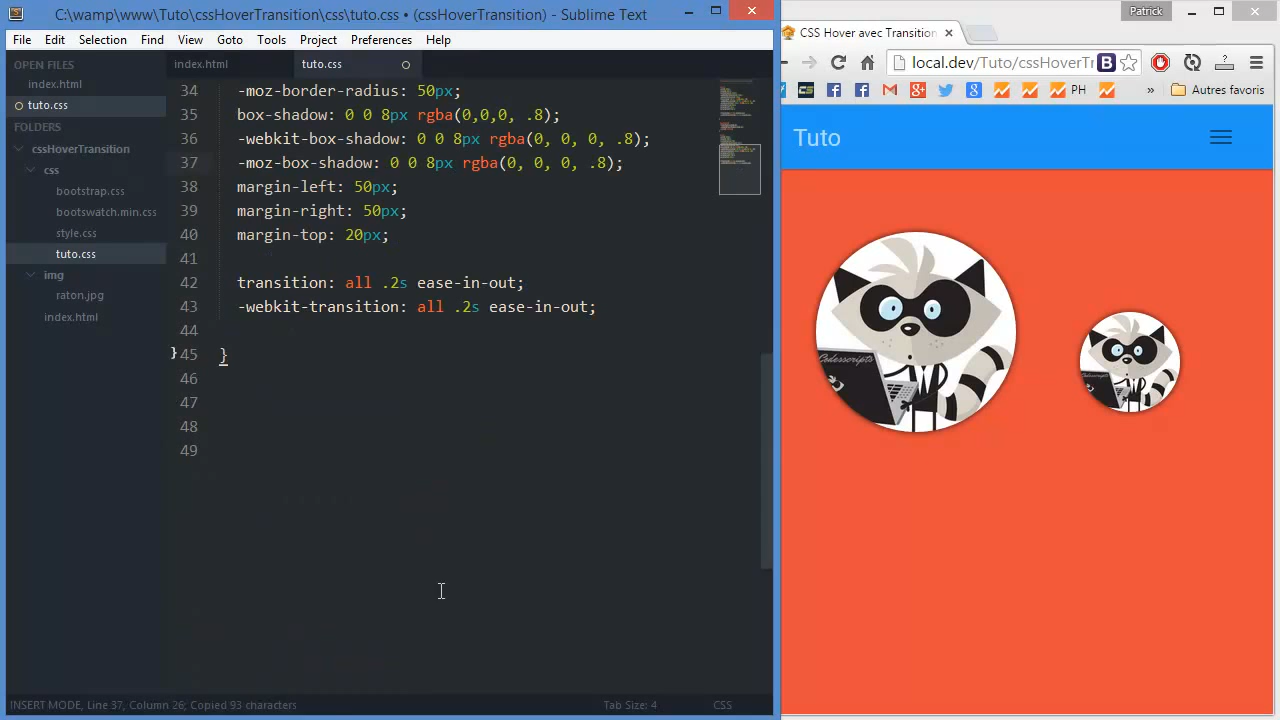 C:\wamp\www\Tuto\cssHoverTransition\css\tuto.css • (cssHoverTransition) - Sublime Text
File Edit Selection Find View Goto Tools Project Preferences Help
OPEN FILES
index.html
tuto.css
FOLDERS
cssHoverTransition
css
bootstrap.css
bootswatch.min.css
style.css
tuto.css
img
raton.jpg
index.html
index.html tuto.css
34 -moz-border-radius: 50px;
35 box-shadow: 0 0 8px rgba(0,0,0, .8);
36 -webkit-box-shadow: 0 0 8px rgba(0, 0, 0, .8);
37 -moz-box-shadow: 0 0 8px rgba(0, 0, 0, .8);
38 margin-left: 50px;
39 margin-right: 50px;
40 margin-top: 20px;
41
42 transition: all .2s ease-in-out;
43 -webkit-transition: all .2s ease-in-out;
44
45 }
46
47
48
49
INSERT MODE, Line 37, Column 26; Copied 93 characters Tab Size: 4 CSS
Patrick
CSS Hover avec Transition
local.dev/Tuto/cssHoverTr
PH
» Autres favoris
Tuto
Codesscripts
Codesscripts